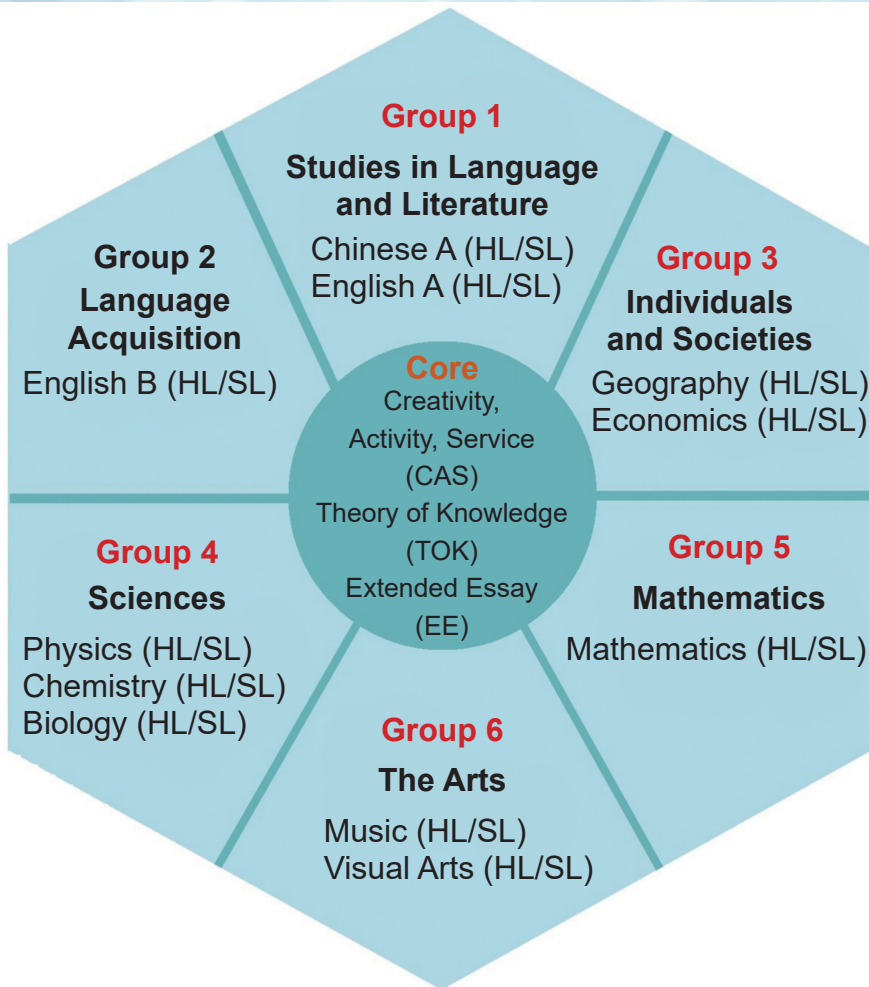 Group 1
Studies in Language
and Literature
Chinese A (HL/SL)
English A (HL/SL)
Group 2
Language
Acquisition
English B (HL/SL)
Group 3
Individuals
and Societies
Geography (HL/SL)
Economics (HL/SL)
Core
Creativity,
Activity, Service
(CAS)
Theory of Knowledge
(TOK)
Extended Essay
(EE)
Group 4
Sciences
Physics (HL/SL)
Chemistry (HL/SL)
Biology (HL/SL)
Group 5
Mathematics
Mathematics (HL/SL)
Group 6
The Arts
Music (HL/SL)
Visual Arts (HL/SL)